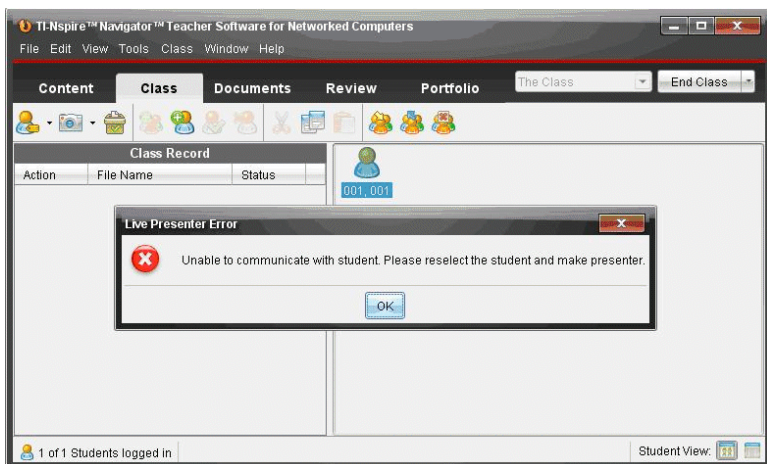 TI-Nspire™ Navigator™ Teacher Software for Networked Computers
File Edit View Tools Class Window Help
Content Class Documents Review Portfolio The Class End Class
Class Record
Action File Name Status
001, 001
Live Presenter Error
Unable to communicate with student. Please reselect the student and make presenter.
OK
1 of 1 Students logged in Student View: